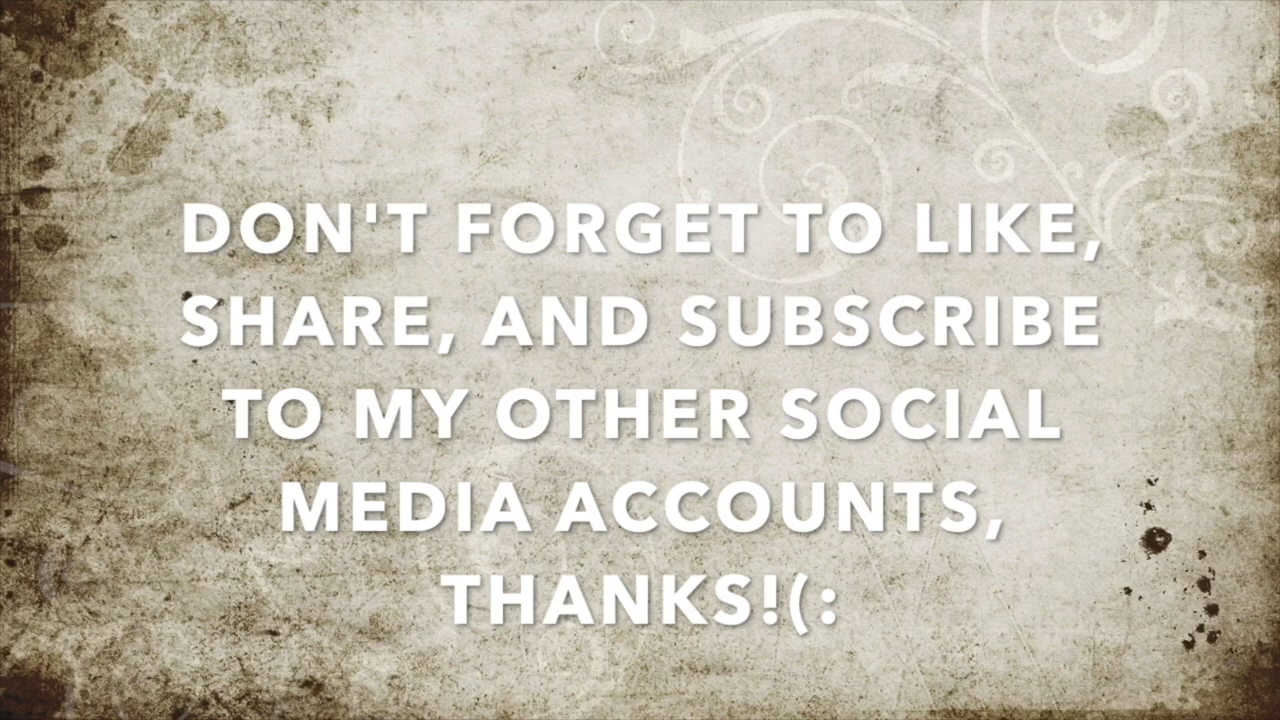 DON'T FORGET TO LIKE,
SHARE, AND SUBSCRIBE
TO MY OTHER SOCIAL
MEDIA ACCOUNTS,
THANKS!(: